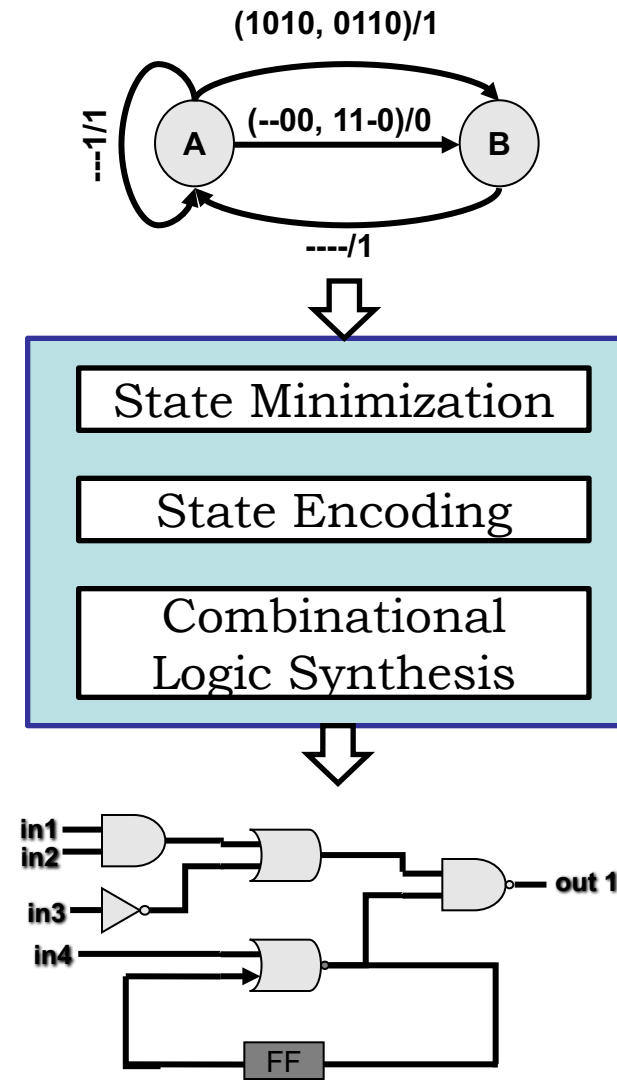 (1010, 0110)/1
---1/1
A
(--00, 11-0)/0
B
----/1
State Minimization
State Encoding
Combinational
Logic Synthesis
in1
in2
in3
in4
out 1
FF